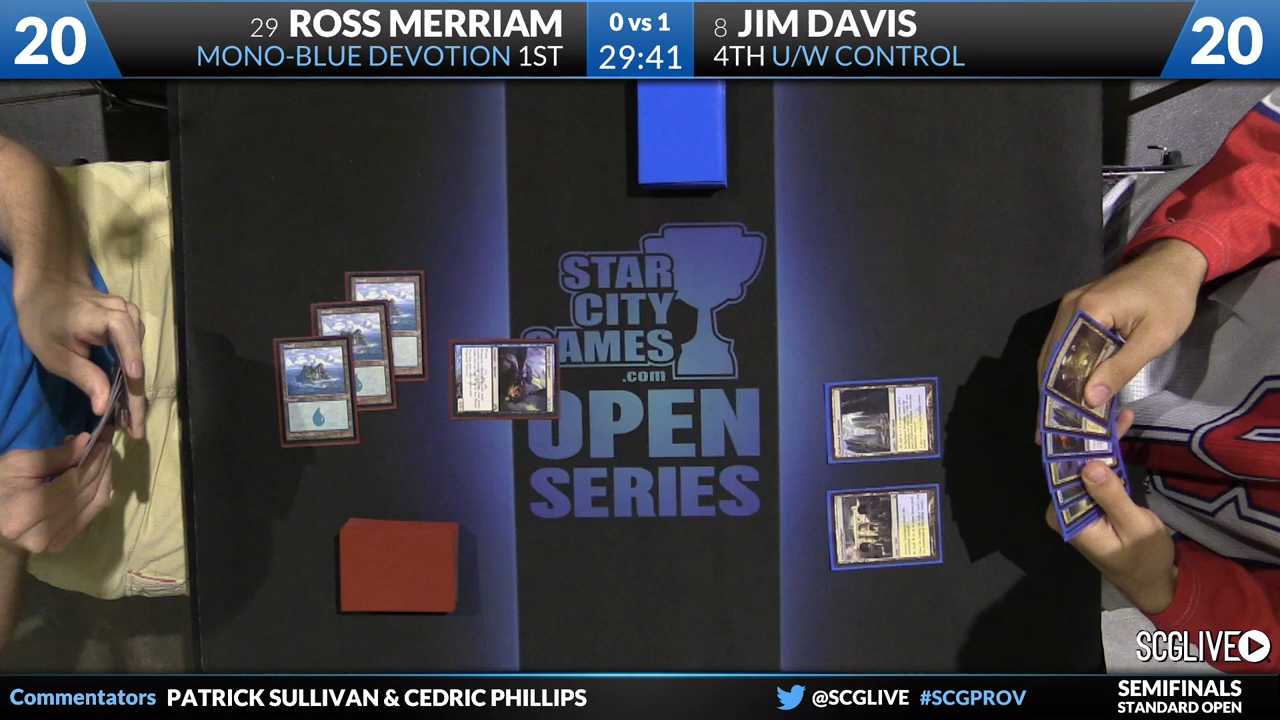 20
29 ROSS MERRIAM
MONO-BLUE DEVOTION 1ST
0 vs 1
29:41
8 JIM DAVIS
4TH U/W CONTROL
20
STAR
CITY
GAMES
.com
OPEN
SERIES
SCGLIVE
Commentators PATRICK SULLIVAN & CEDRIC PHILLIPS
@SCGLIVE #SCGPROV
SEMIFINALS
STANDARD OPEN